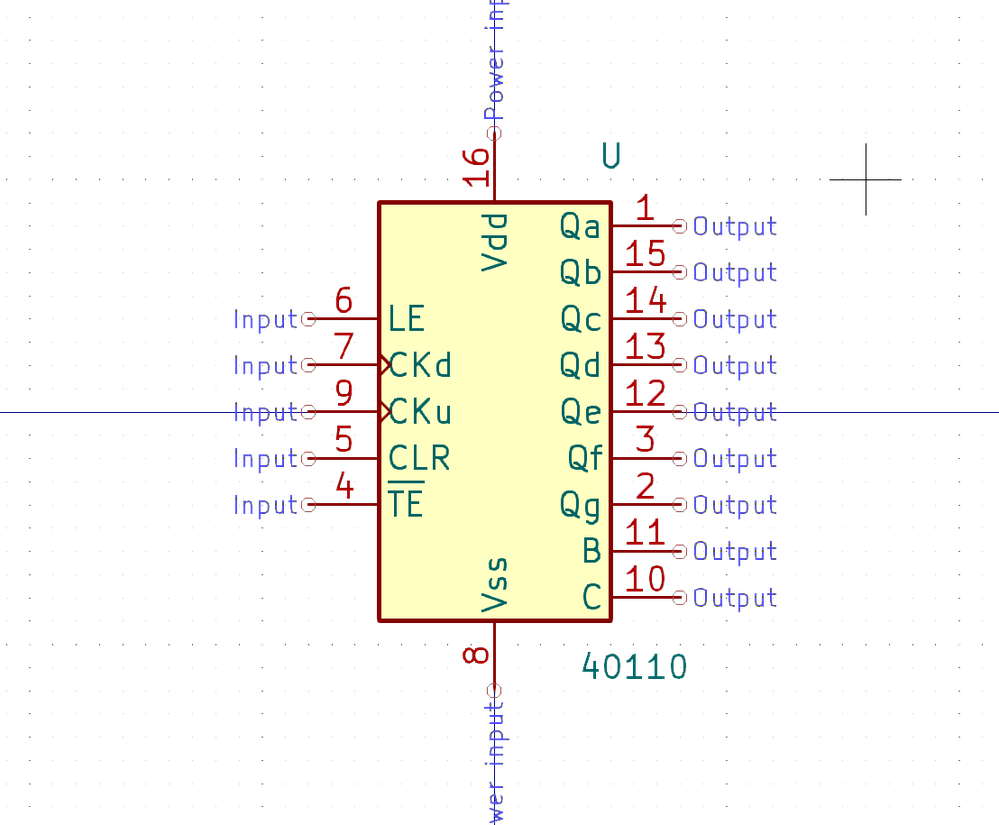 Power inp
16
U
Vdd
Qa 1 Output
Qb 15 Output
Input 6 LE Qc 14 Output
Input 7 CKd Qd 13 Output
Input 9 CKu Qe 12 Output
Input 5 CLR Qf 3 Output
Input 4 TE Qg 2 Output
B 11 Output
Vss C 10 Output
8
40110
wer input